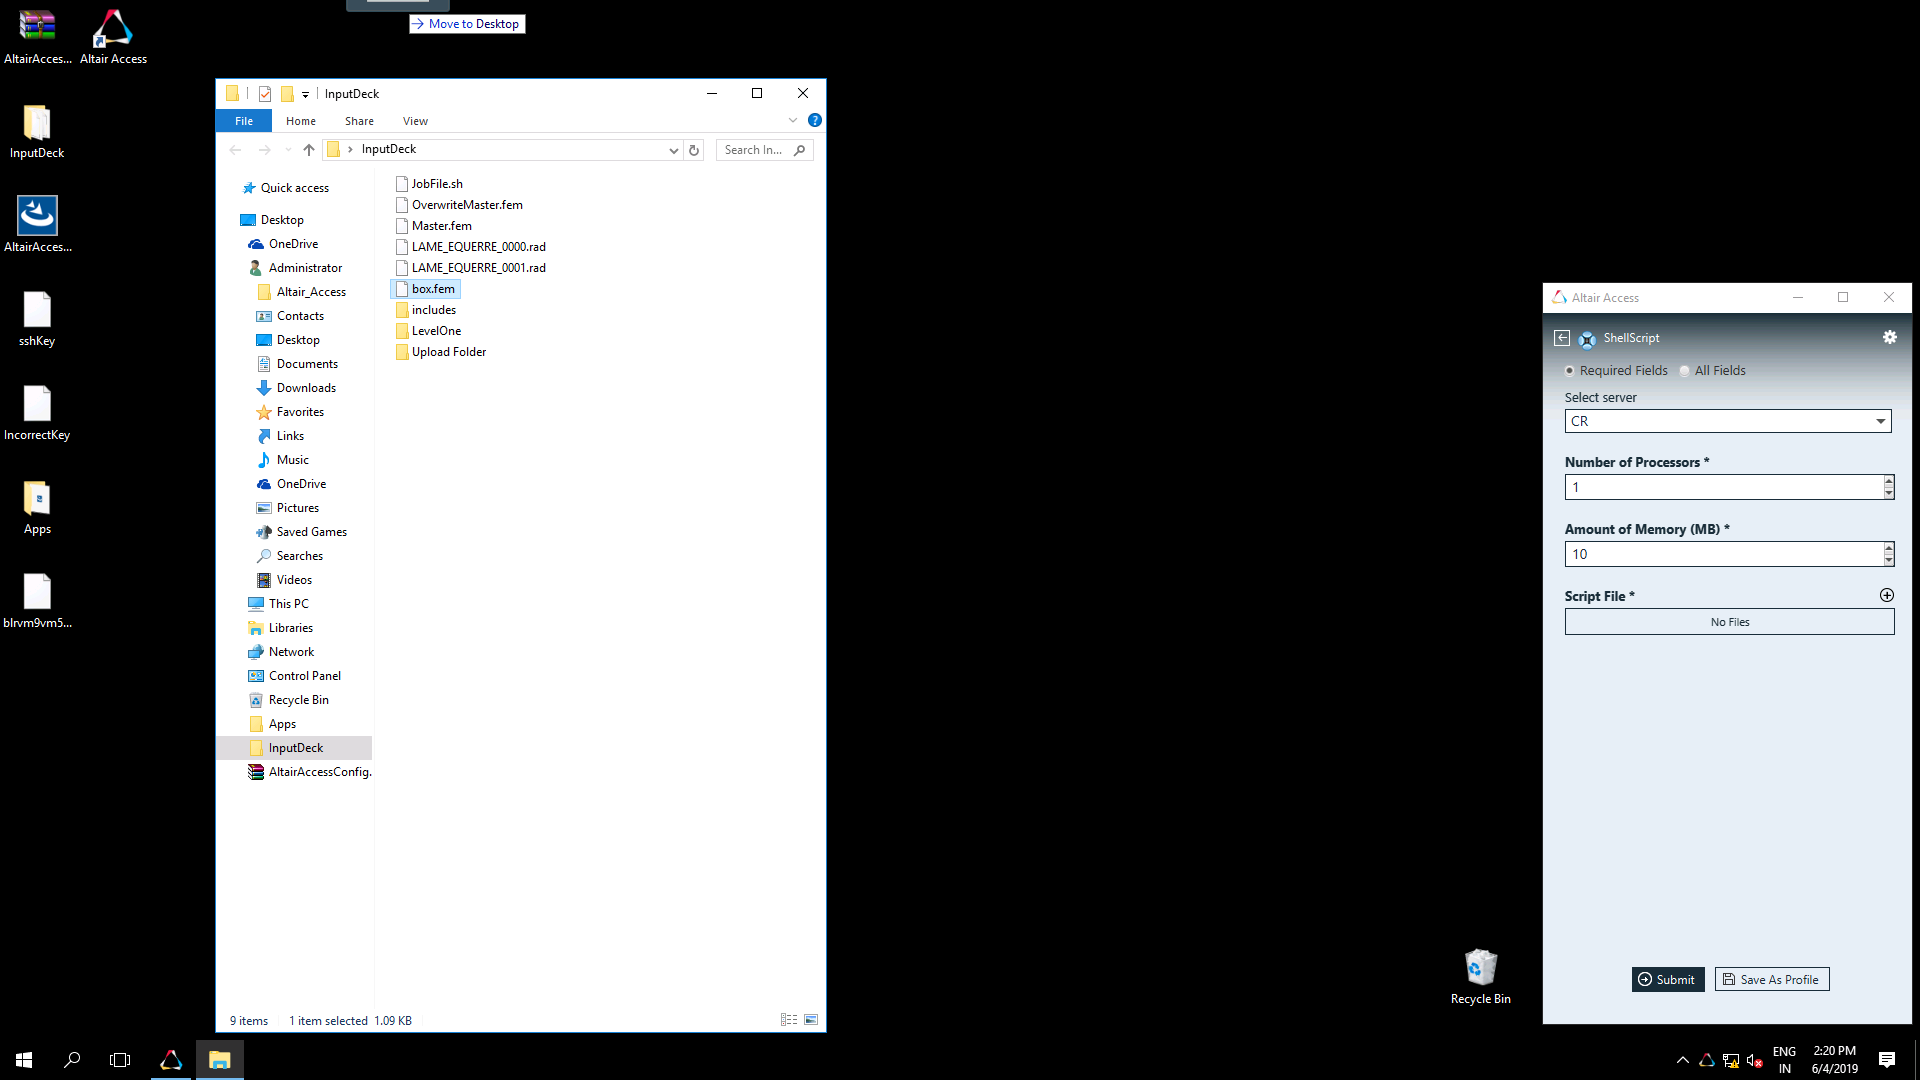 AltairAcces...
Altair Access
InputDeck
AltairAcces...
sshKey
IncorrectKey
Apps
blrvm9vm5...
Move to Desktop
InputDeck
File
Home
Share
View
?
InputDeck
Search In...
Quick access
Desktop
OneDrive
Administrator
Altair_Access
Contacts
Desktop
Documents
Downloads
Favorites
Links
Music
OneDrive
Pictures
Saved Games
Searches
Videos
This PC
Libraries
Network
Control Panel
Recycle Bin
Apps
InputDeck
AltairAccessConfig.
JobFile.sh
OverwriteMaster.fem
Master.fem
LAME_EQUERRE_0000.rad
LAME_EQUERRE_0001.rad
box.fem
includes
LevelOne
Upload Folder
9 items
1 item selected 1.09 KB
Recycle Bin
Altair Access
ShellScript
Required Fields
All Fields
Select server
CR
Number of Processors *
1
Amount of Memory (MB) *
10
Script File *
No Files
Submit
Save As Profile
ENG
IN
2:20 PM
6/4/2019